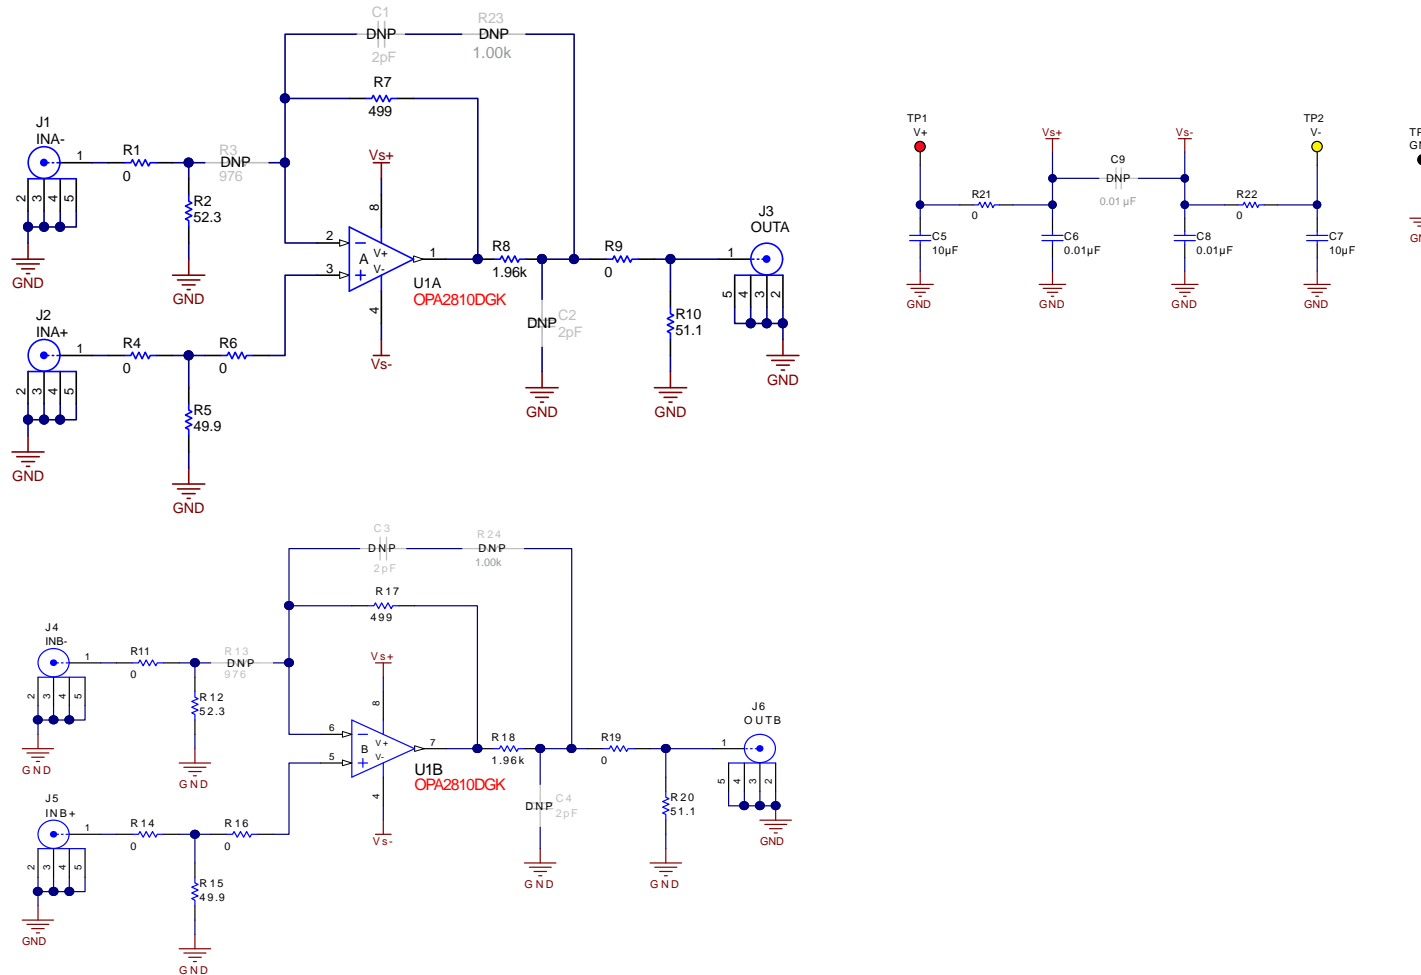 C1
DNP
2pF
R23
DNP
1.00k
R7
499
J1
INA-
1
2
3
4
5
GND
R1
0
R3
DNP
976
R2
52.3
GND
Vs+
8
2
3
A
V+
V-
1
4
Vs-
U1A
OPA2810DGK
R8
1.96k
R9
0
C2
DNP
2pF
GND
R10
51.1
GND
J3
OUTA
1
5
4
3
2
GND
J2
INA+
1
2
3
4
5
GND
R4
0
R6
0
R5
49.9
GND
TP1
V+
R21
0
C5
10µF
GND
Vs+
C6
0.01µF
GND
C9
DNP
0.01 µF
Vs-
C8
0.01µF
GND
R22
0
TP2
V-
C7
10µF
GND
C3
DNP
2pF
R24
DNP
1.00k
R17
499
J4
INB-
1
2
3
4
5
GND
R11
0
R13
DNP
976
R12
52.3
GND
Vs+
8
6
5
B
V+
V-
7
4
Vs-
U1B
OPA2810DGK
R18
1.96k
R19
0
C4
DNP
2pF
GND
R20
51.1
GND
J6
OUTB
1
5
4
3
2
GND
J5
INB+
1
2
3
4
5
GND
R14
0
R16
0
R15
49.9
GND